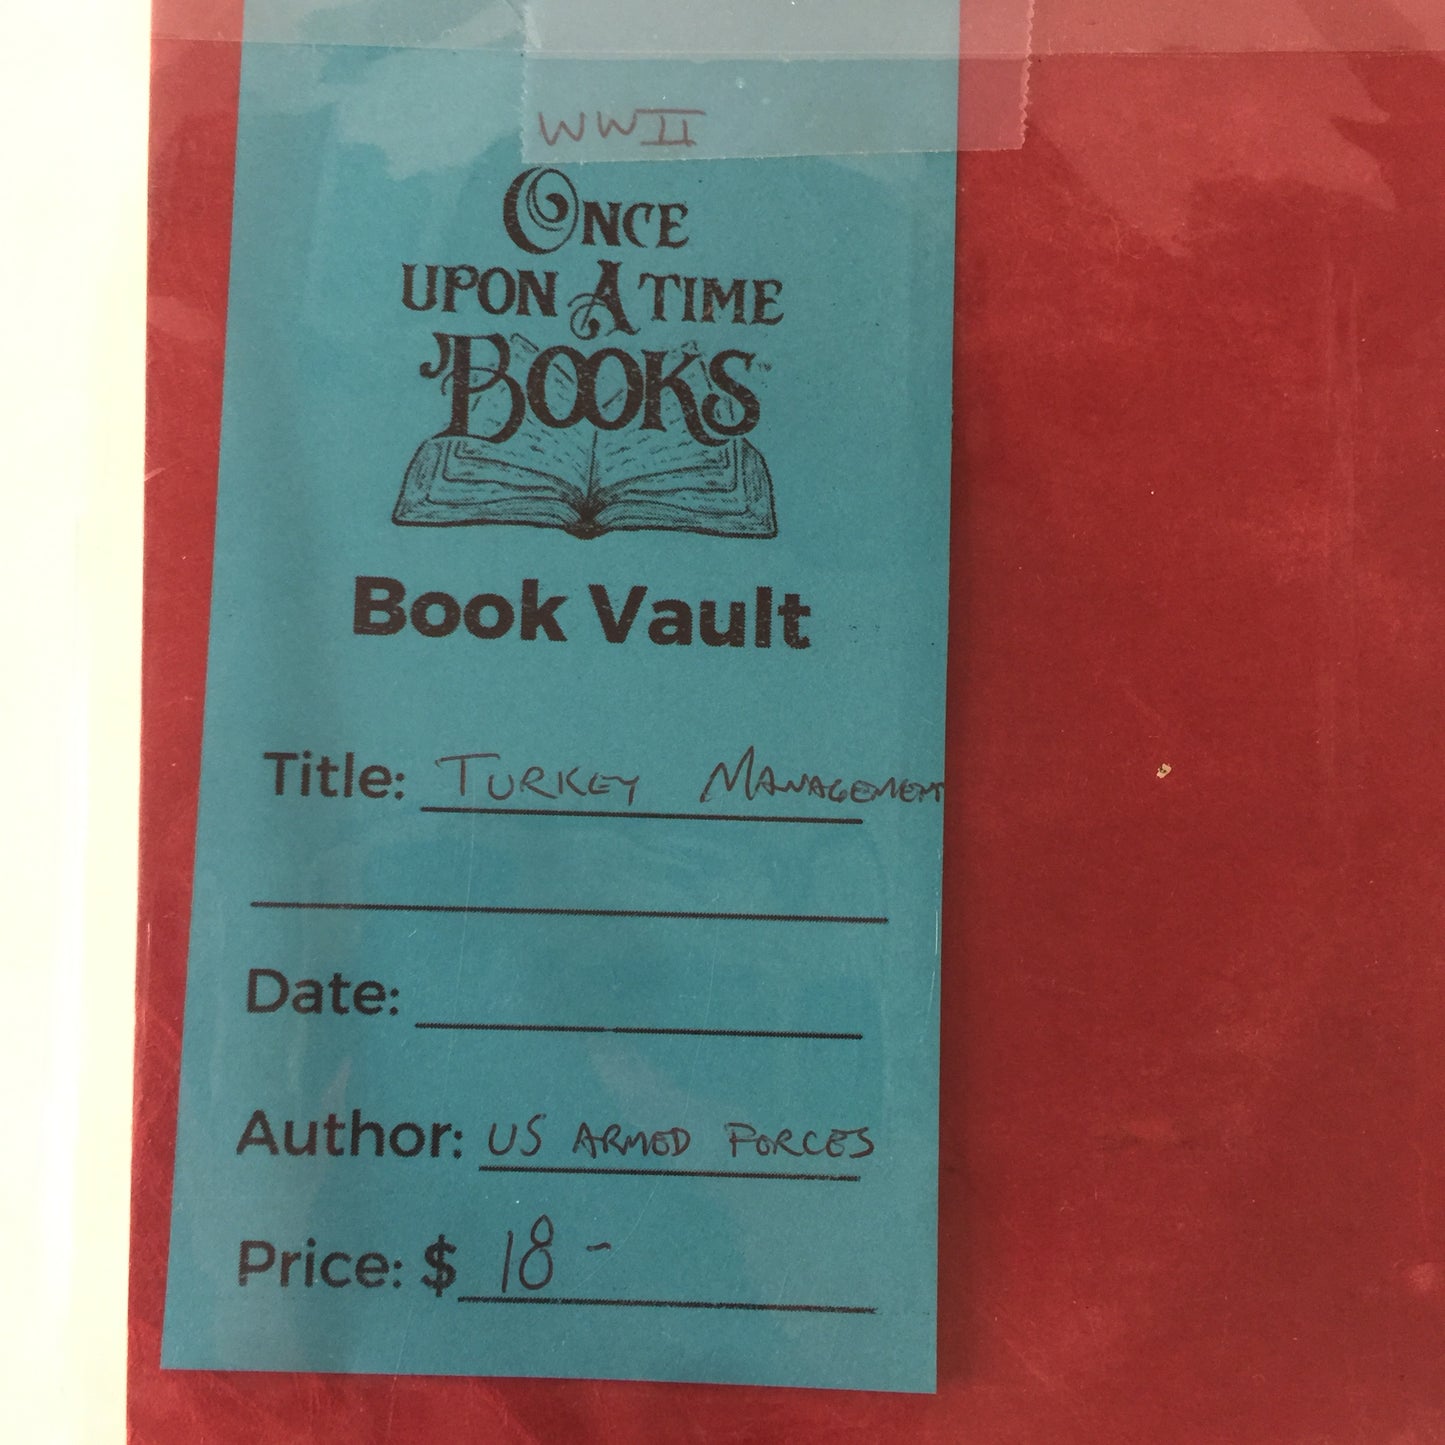 WWII
ONCE
UPON A TIME
BOOKS
Book Vault
Title: TURKEY MANAGEMENT
Date:
Author: US ARMED FORCES
Price: $ 18 -